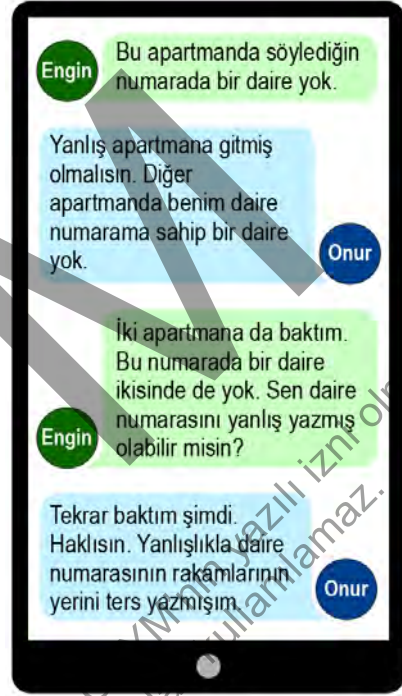 Engin
Bu apartmanda söylediğin
numarada bir daire yok.
Yanlış apartmana gitmiş
olmalısın. Diğer
apartmanda benim daire
numarama sahip bir daire
yok.
Onur
İki apartmana da baktım.
Bu numarada bir daire
ikisinde de yok. Sen daire
numarasını yanlış yazmış
olabilir misin?
Engin
Tekrar baktım şimdi.
Haklısın. Yanlışlıkla daire
numarasının rakamlarının
yerini ters yazmışım.
Onur